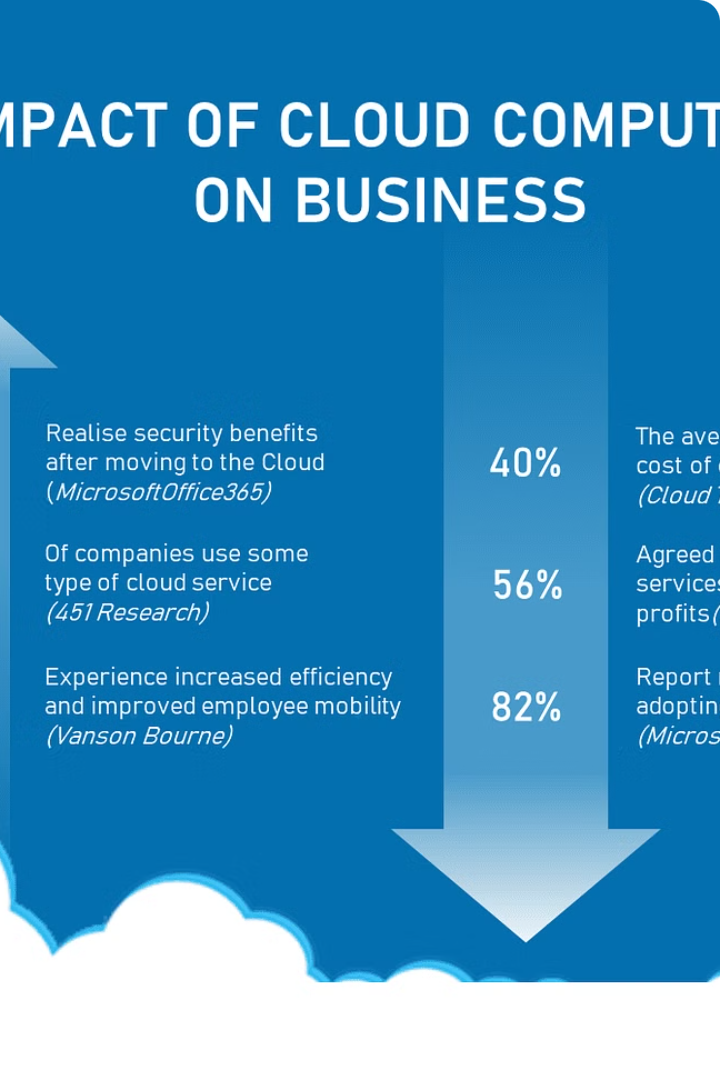 MPACT OF CLOUD COMPUT
ON BUSINESS
Realise security benefits
after moving to the Cloud
(MicrosoftOffice365)
Of companies use some
type of cloud service
(451 Research)
Experience increased efficiency
and improved employee mobility
(Vanson Bourne)
40%
The ave
cost of
(Cloud
56%
Agreed
services
profits(
82%
Report
adoptin
(Micros